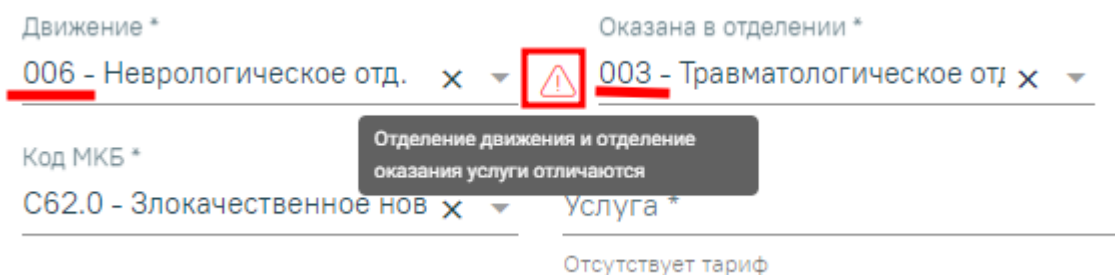 Движение *
Оказана в отделении *
006 - Неврологическое отд.
003 - Травматологическое отд
Отделение движения и отделение
оказания услуги отличаются
Код МКБ *
C62.0 - Злокачественное нов
Услуга *
Отсутствует тариф